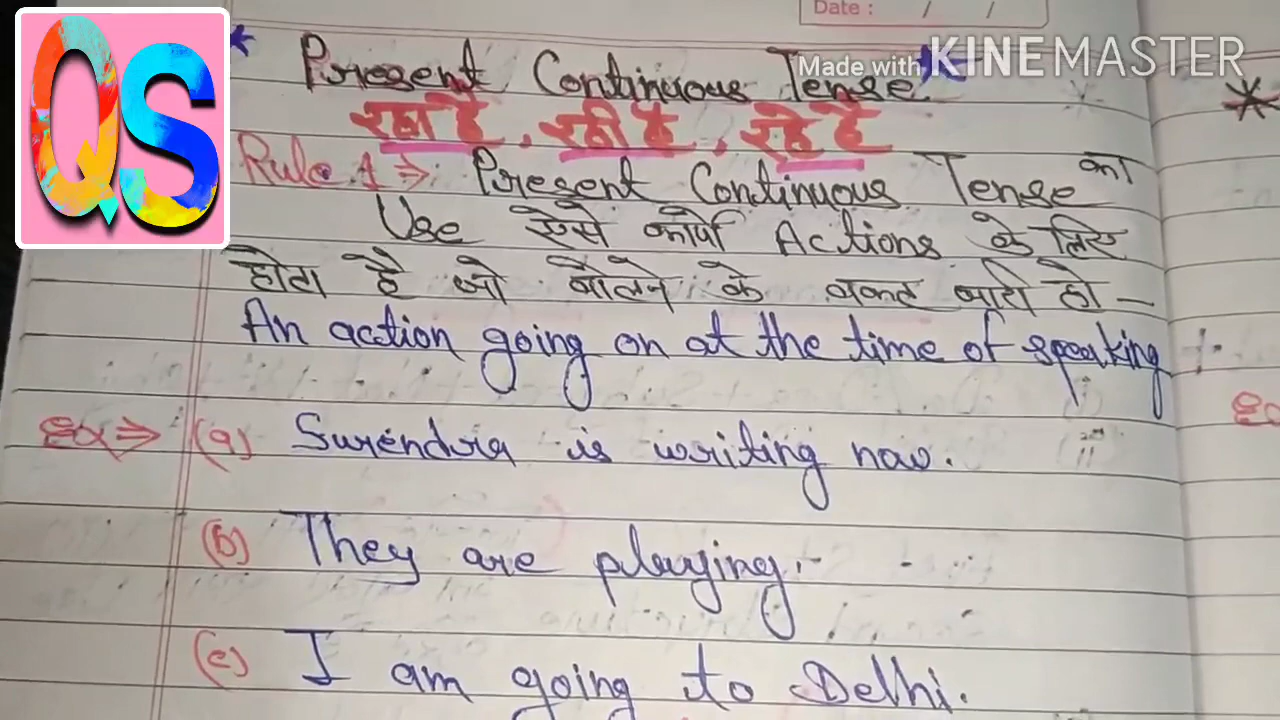 QS
Date : / /
Made with KINEMASTER
* Present Continuous Tense *
रहा है, रही है, रहे है
Rule 1 ⇒ Present Continuous Tense का
Use ऐसे कार्यो Actions के लिए
होता है जो बोलने के वक्त जारी हो —
An action going on at the time of speaking
Ex ⇒ (a) Surendra is writing now.
(b) They are playing.
(c) I am going to Delhi.